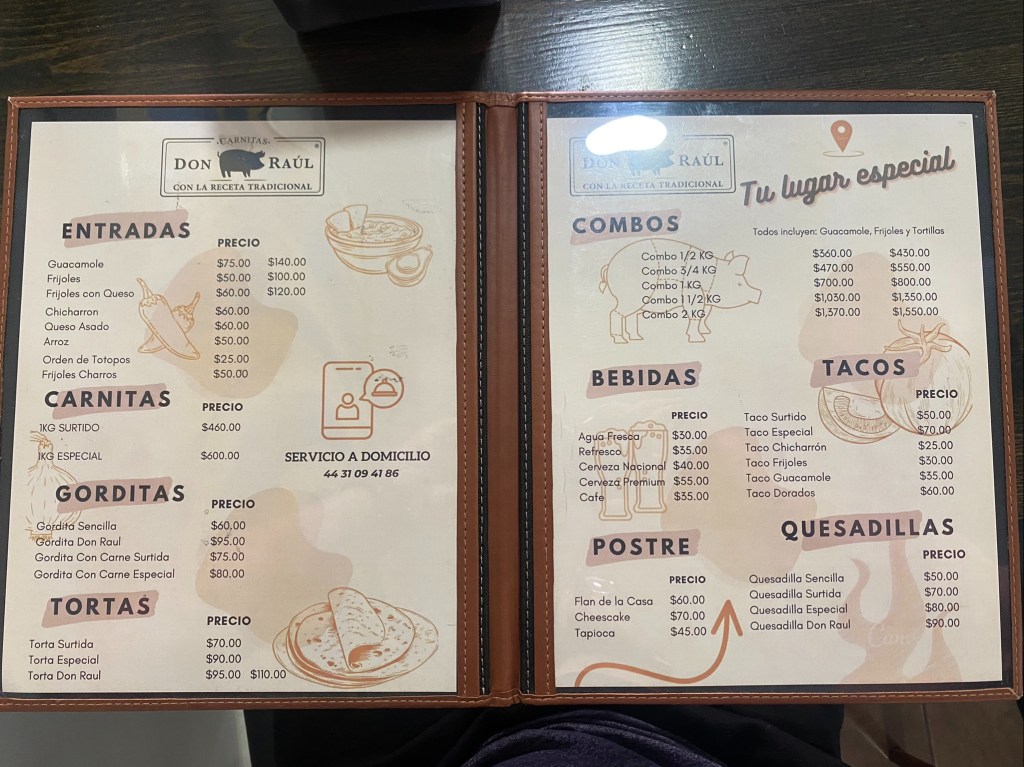 CARNITAS
DON RAÚL
CON LA RECETA TRADICIONAL
ENTRADAS
PRECIO
Guacamole $75.00 $140.00
Frijoles $50.00 $100.00
Frijoles con Queso $60.00 $120.00
Chicharron $60.00
Queso Asado $60.00
Arroz $50.00
Orden de Totopos $25.00
Frijoles Charros $50.00
CARNITAS
PRECIO
1KG SURTIDO $460.00
1KG ESPECIAL $600.00
SERVICIO A DOMICILIO
44 31 09 41 86
GORDITAS
PRECIO
Gordita Sencilla $60.00
Gordita Don Raul $95.00
Gordita Con Carne Surtida $75.00
Gordita Con Carne Especial $80.00
TORTAS
PRECIO
Torta Surtida $70.00
Torta Especial $90.00
Torta Don Raul $95.00 $110.00
DON RAÚL
CON LA RECETA TRADICIONAL
Tu lugar especial
COMBOS
Todos incluyen: Guacamole, Frijoles y Tortillas
Combo 1/2 KG $360.00 $430.00
Combo 3/4 KG $470.00 $550.00
Combo 1 KG $700.00 $800.00
Combo 1 1/2 KG $1,030.00 $1,350.00
Combo 2 KG $1,370.00 $1,550.00
BEBIDAS
PRECIO
Agua Fresca $30.00
Refresco $35.00
Cerveza Nacional $40.00
Cerveza Premium $55.00
Cafe $35.00
TACOS
PRECIO
Taco Surtido $50.00
Taco Especial $70.00
Taco Chicharrón $25.00
Taco Frijoles $30.00
Taco Guacamole $35.00
Taco Dorados $60.00
POSTRE
PRECIO
Flan de la Casa $60.00
Cheescake $70.00
Tapioca $45.00
QUESADILLAS
PRECIO
Quesadilla Sencilla $50.00
Quesadilla Surtida $70.00
Quesadilla Especial $80.00
Quesadilla Don Raul $90.00